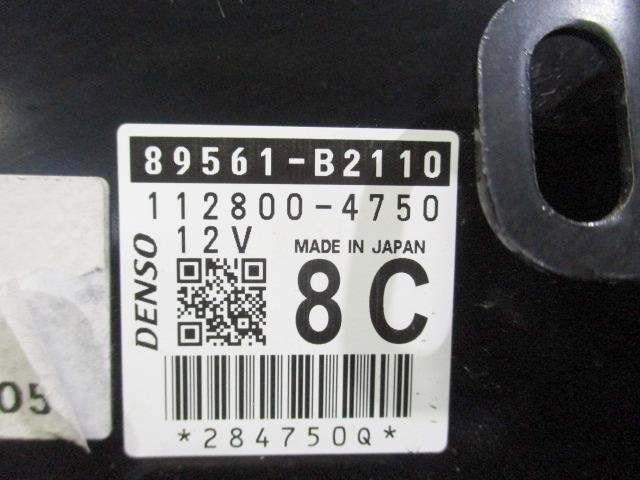 89561-B2110
112800-4750
12V MADE IN JAPAN
DENSO
8C
*284750Q*
05